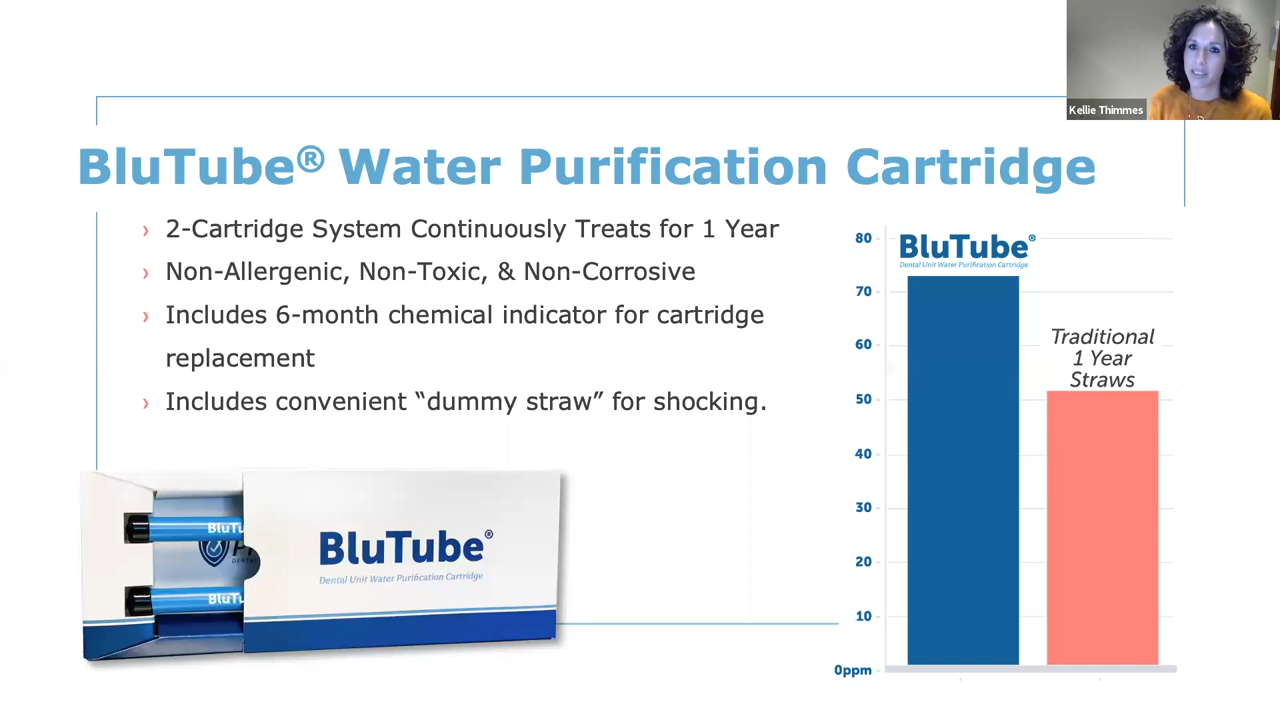 Kellie Thimmes
BluTube® Water Purification Cartridge
› 2-Cartridge System Continuously Treats for 1 Year
› Non-Allergenic, Non-Toxic, & Non-Corrosive
› Includes 6-month chemical indicator for cartridge
replacement
› Includes convenient “dummy straw” for shocking.
BluTube®
Dental Unit Water Purification Cartridge
Traditional
1 Year
Straws
80
70
60
50
40
30
20
10
0ppm
BluTu
BluTu
DENTAL
BluTube®
Dental Unit Water Purification Cartridge